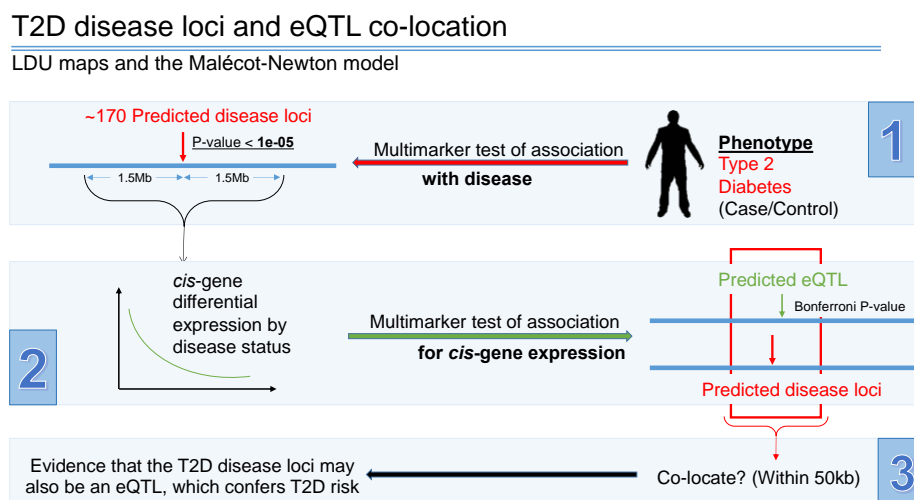 T2D disease loci and eQTL co-location
LDU maps and the Malécot-Newton model
~170 Predicted disease loci
P-value < 1e-05
1.5Mb
1.5Mb
Multimarker test of association
with disease
Phenotype
Type 2
Diabetes
(Case/Control)
1
cis-gene
differential
expression by
disease status
2
Multimarker test of association
for cis-gene expression
Predicted eQTL
Bonferroni P-value
Predicted disease loci
Evidence that the T2D disease loci may
also be an eQTL, which confers T2D risk
Co-locate? (Within 50kb)
3